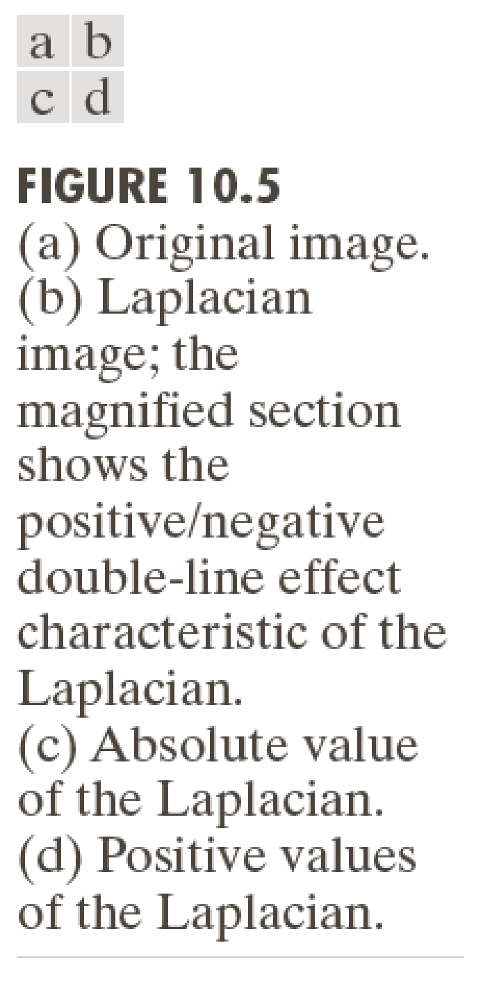 a b
c d
FIGURE 10.5
(a) Original image.
(b) Laplacian
image; the
magnified section
shows the
positive/negative
double-line effect
characteristic of the
Laplacian.
(c) Absolute value
of the Laplacian.
(d) Positive values
of the Laplacian.